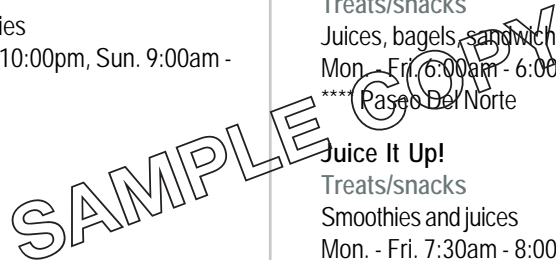 ies
10:00pm, Sun. 9:00am -
Treats/snacks
Juices, bagels, sandwich
Mon. - Fri. 6:00am - 6:00
**** Paseo Del Norte
Juice It Up!
Treats/snacks
Smoothies and juices
Mon. - Fri. 7:30am - 8:00
SAMPLE COPY